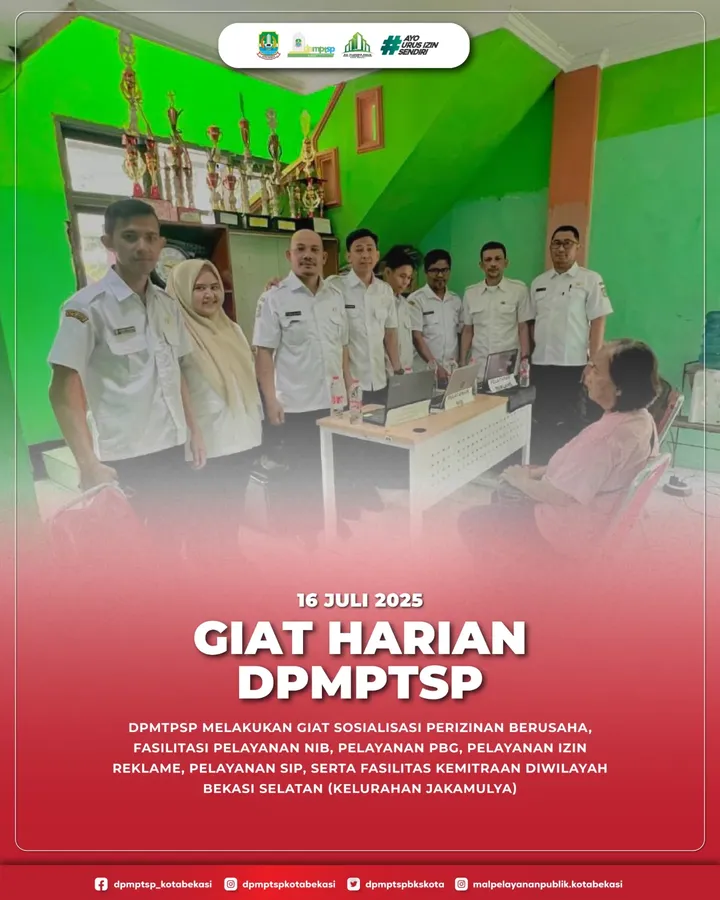 dpmptsp
#AYO
URUS IZIN
SENDIRI
16 JULI 2025
GIAT HARIAN
DPMPTSP
DPMTPSP MELAKUKAN GIAT SOSIALISASI PERIZINAN BERUSAHA,
FASILITASI PELAYANAN NIB, PELAYANAN PBG, PELAYANAN IZIN
REKLAME, PELAYANAN SIP, SERTA FASILITAS KEMITRAAN DIWILAYAH
BEKASI SELATAN (KELURAHAN JAKAMULYA)
dpmptsp_kotabekasi dpmptspkotabekasi dpmptspbkskota malpelayananpublik.kotabekasi